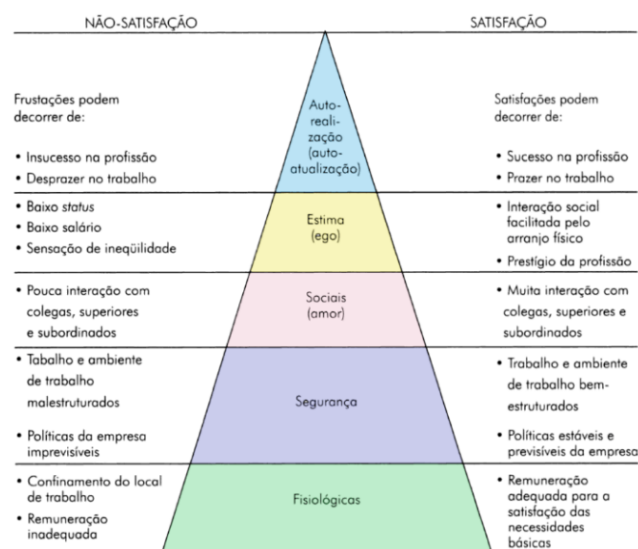 NÃO-SATISFAÇÃO
SATISFAÇÃO
Frustações podem
decorrer de:
• Insucesso na profissão
• Desprazer no trabalho
Auto-
reali-
zação
(auto-
atualização)
Satisfações podem
decorrer de:
• Sucesso na profissão
• Prazer no trabalho
• Baixo status
• Baixo salário
• Sensação de ineqüilidade
Estima
(ego)
• Interação social
facilitada pelo
arranjo físico
• Prestígio da profissão
• Pouca interação com
colegas, superiores
e subordinados
Sociais
(amor)
• Muita interação com
colegas, superiores e
subordinados
• Tabalho e ambiente
de trabalho
malestruturados
• Políticas da empresa
imprevisíveis
Segurança
• Trabalho e ambiente
de trabalho bem-
estruturados
• Políticas estáveis e
previsíveis da empresa
• Confinamento do local
de trabalho
• Remuneração
inadequada
Fisiológicas
• Remuneração
adequada para a
satisfação das
necessidades
básicas